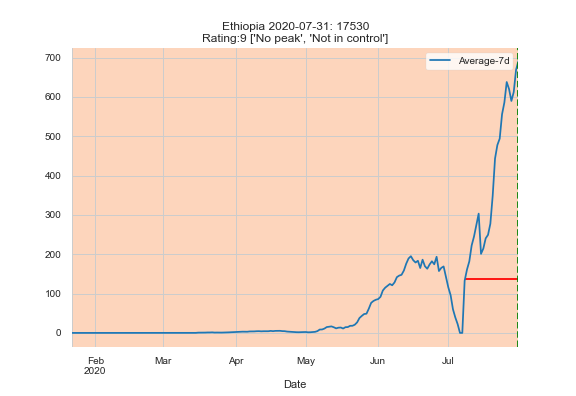 Ethiopia 2020-07-31: 17530
Rating:9 ['No peak', 'Not in control']
Average-7d
700
600
500
400
300
200
100
0
Feb Mar Apr May Jun Jul
2020
Date